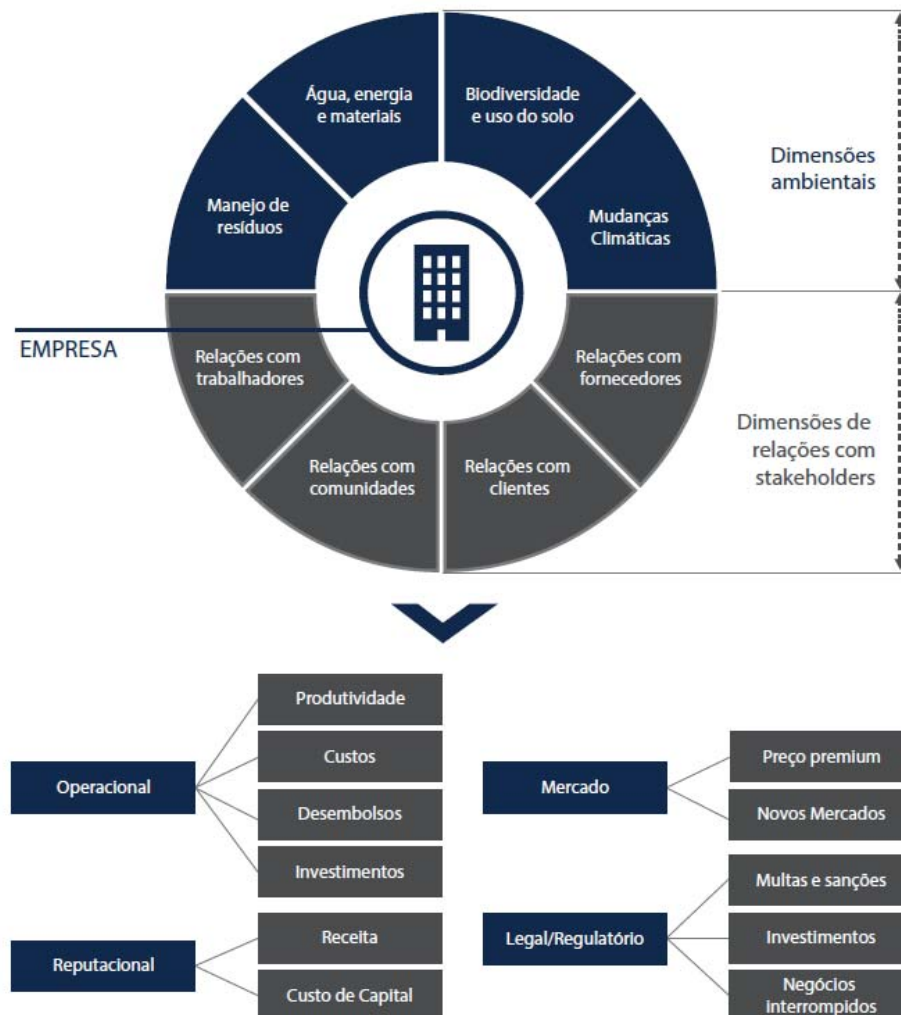 Água, energia
e materiais
Biodiversidade
e uso do solo
Manejo de
resíduos
Mudanças
Climáticas
Dimensões
ambientais
EMPRESA
Relações com
trabalhadores
Relações com
fornecedores
Relações com
comunidades
Relações com
clientes
Dimensões de
relações com
stakeholders
Operacional
Produtividade
Custos
Desembolsos
Investimentos
Mercado
Preço premium
Novos Mercados
Reputacional
Receita
Custo de Capital
Legal/Regulatório
Multas e sanções
Investimentos
Negócios
interrompidos